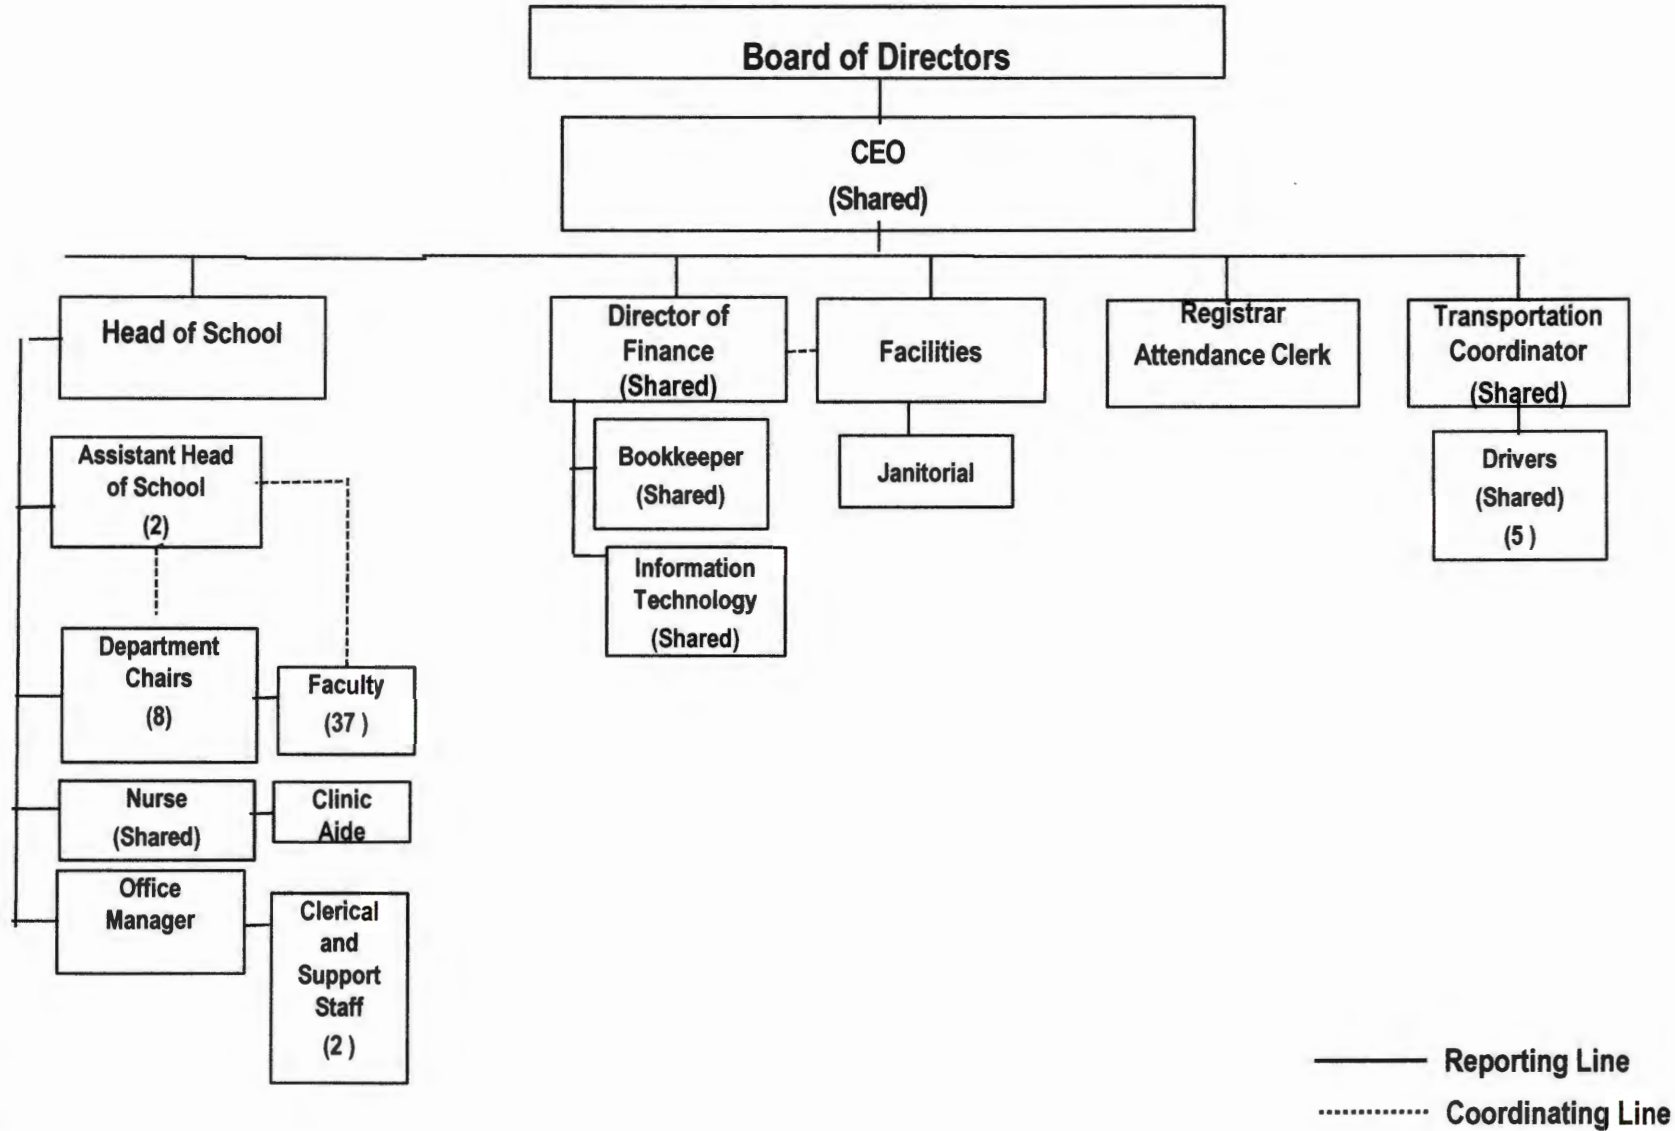 Board of Directors
CEO
(Shared)
Head of School
Director of
Finance
(Shared)
Facilities
Registrar
Attendance Clerk
Transportation
Coordinator
(Shared)
Assistant Head
of School
(2)
Bookkeeper
(Shared)
Janitorial
Drivers
(Shared)
(5 )
Information
Technology
(Shared)
Department
Chairs
(8)
Faculty
(37 )
Nurse
(Shared)
Clinic
Aide
Office
Manager
Clerical
and
Support
Staff
(2 )
Reporting Line
Coordinating Line